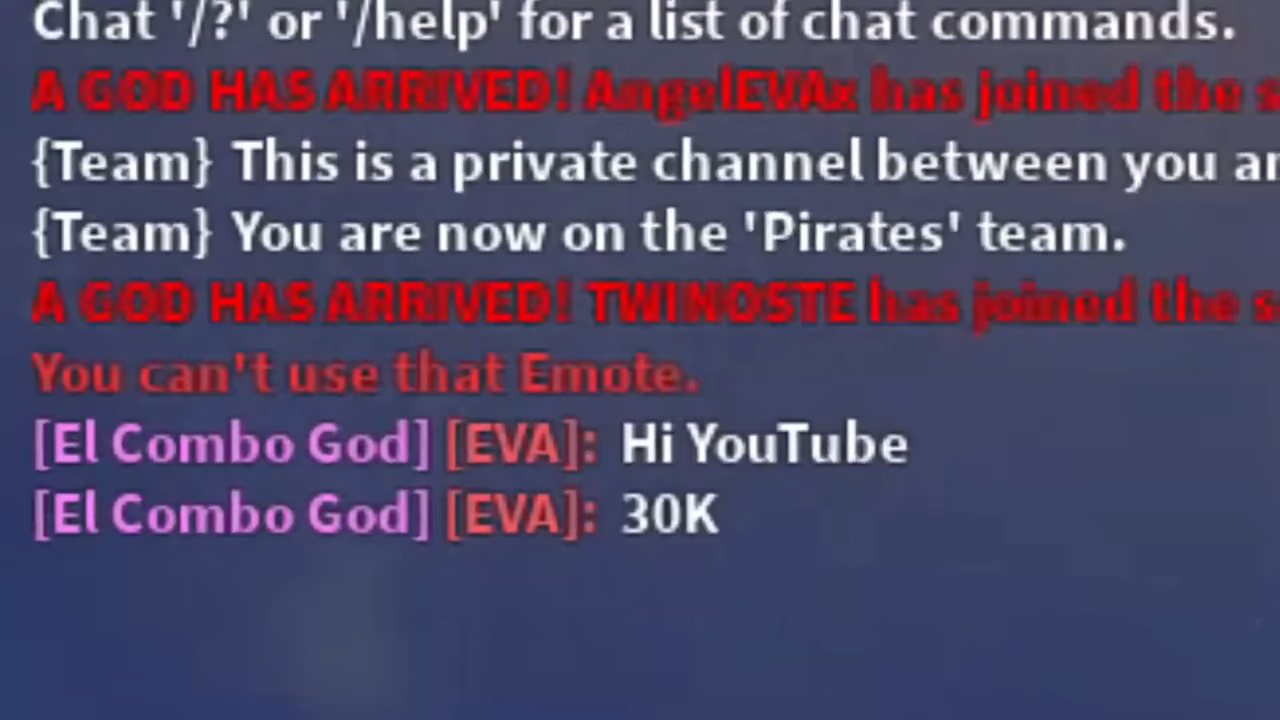 Chat '/?' or '/help' for a list of chat commands.
A GOD HAS ARRIVED! AngelEVAx has joined the
{Team} This is a private channel between you
{Team} You are now on the 'Pirates' team.
A GOD HAS ARRIVED! TWINOSTE has joined the
You can't use that Emote.
[El Combo God] [EVA]: Hi YouTube
[El Combo God] [EVA]: 30K